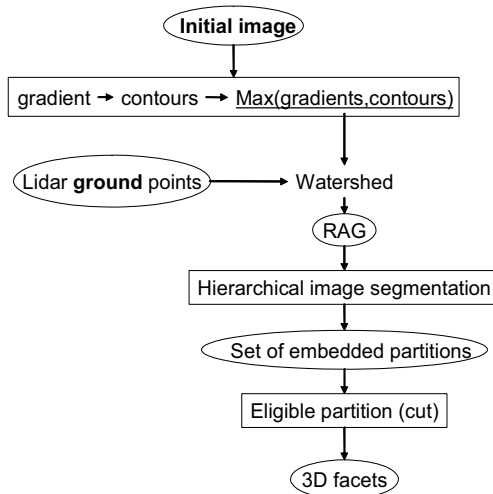 Initial image
gradient → contours → Max(gradients,contours)
Lidar ground points
Watershed
RAG
Hierarchical image segmentation
Set of embedded partitions
Eligible partition (cut)
3D facets